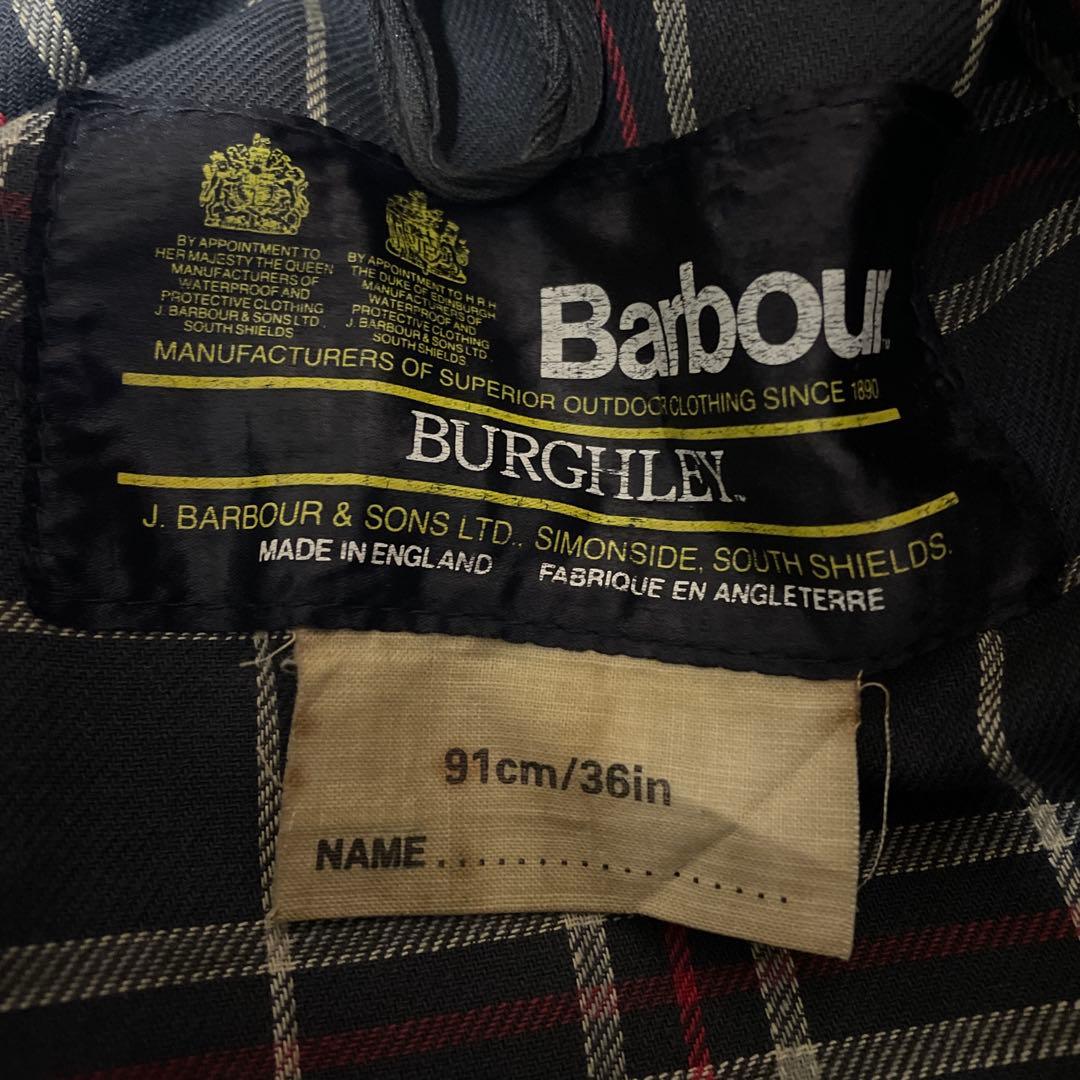 BY APPOINTMENT TO
HER MAJESTY THE QUEEN
MANUFACTURERS OF
WATERPROOF AND
PROTECTIVE CLOTHING
J. BARBOUR & SONS LTD.
SOUTH SHIELDS
BY APPOINTMENT TO H.R.H
THE DUKE OF EDINBURGH
MANUFACTURERS OF
WATERPROOF AND
PROTECTIVE CLOTHING
J. BARBOUR & SONS LTD.
SOUTH SHIELDS
Barbour
MANUFACTURERS OF SUPERIOR OUTDOOR CLOTHING SINCE 1890
BURGHLEY™
J. BARBOUR & SONS LTD., SIMONSIDE, SOUTH SHIELDS.
MADE IN ENGLAND FABRIQUE EN ANGLETERRE
91cm/36in
NAME..................